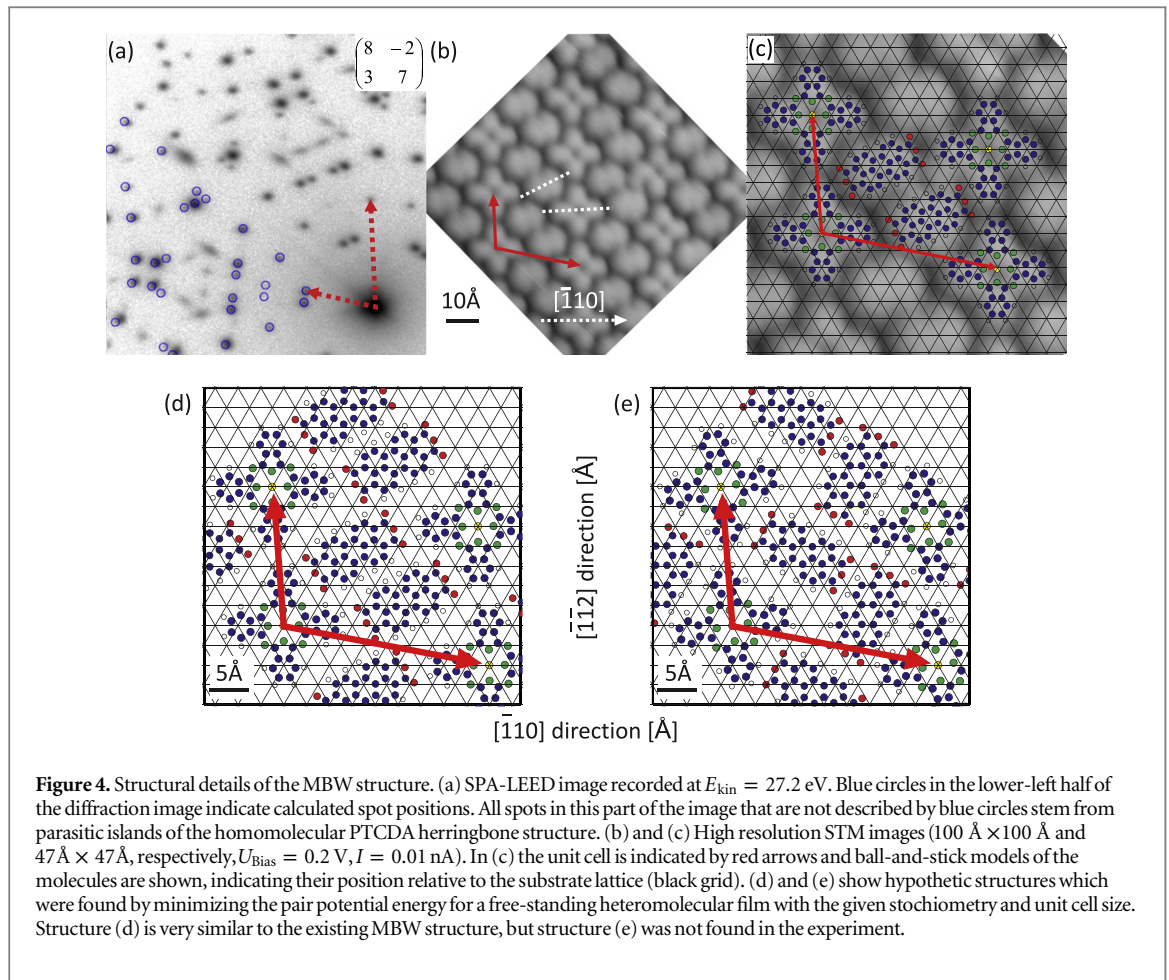 (a)
8 −2
3 7
(b)
10Å
[1̄10]
(c)
(d)
5Å
(e)
5Å
[1̄1̄2] direction [Å]
[1̄10] direction [Å]
Figure 4. Structural details of the MBW structure. (a) SPA-LEED image recorded at Ekin = 27.2 eV. Blue circles in the lower-left half of
the diffraction image indicate calculated spot positions. All spots in this part of the image that are not described by blue circles stem from
parasitic islands of the homomolecular PTCDA herringbone structure. (b) and (c) High resolution STM images (100 Å ×100 Å and
47Å × 47Å, respectively, UBias = 0.2 V, I = 0.01 nA). In (c) the unit cell is indicated by red arrows and ball-and-stick models of the
molecules are shown, indicating their position relative to the substrate lattice (black grid). (d) and (e) show hypothetic structures which
were found by minimizing the pair potential energy for a free-standing heteromolecular film with the given stochiometry and unit cell size.
Structure (d) is very similar to the existing MBW structure, but structure (e) was not found in the experiment.